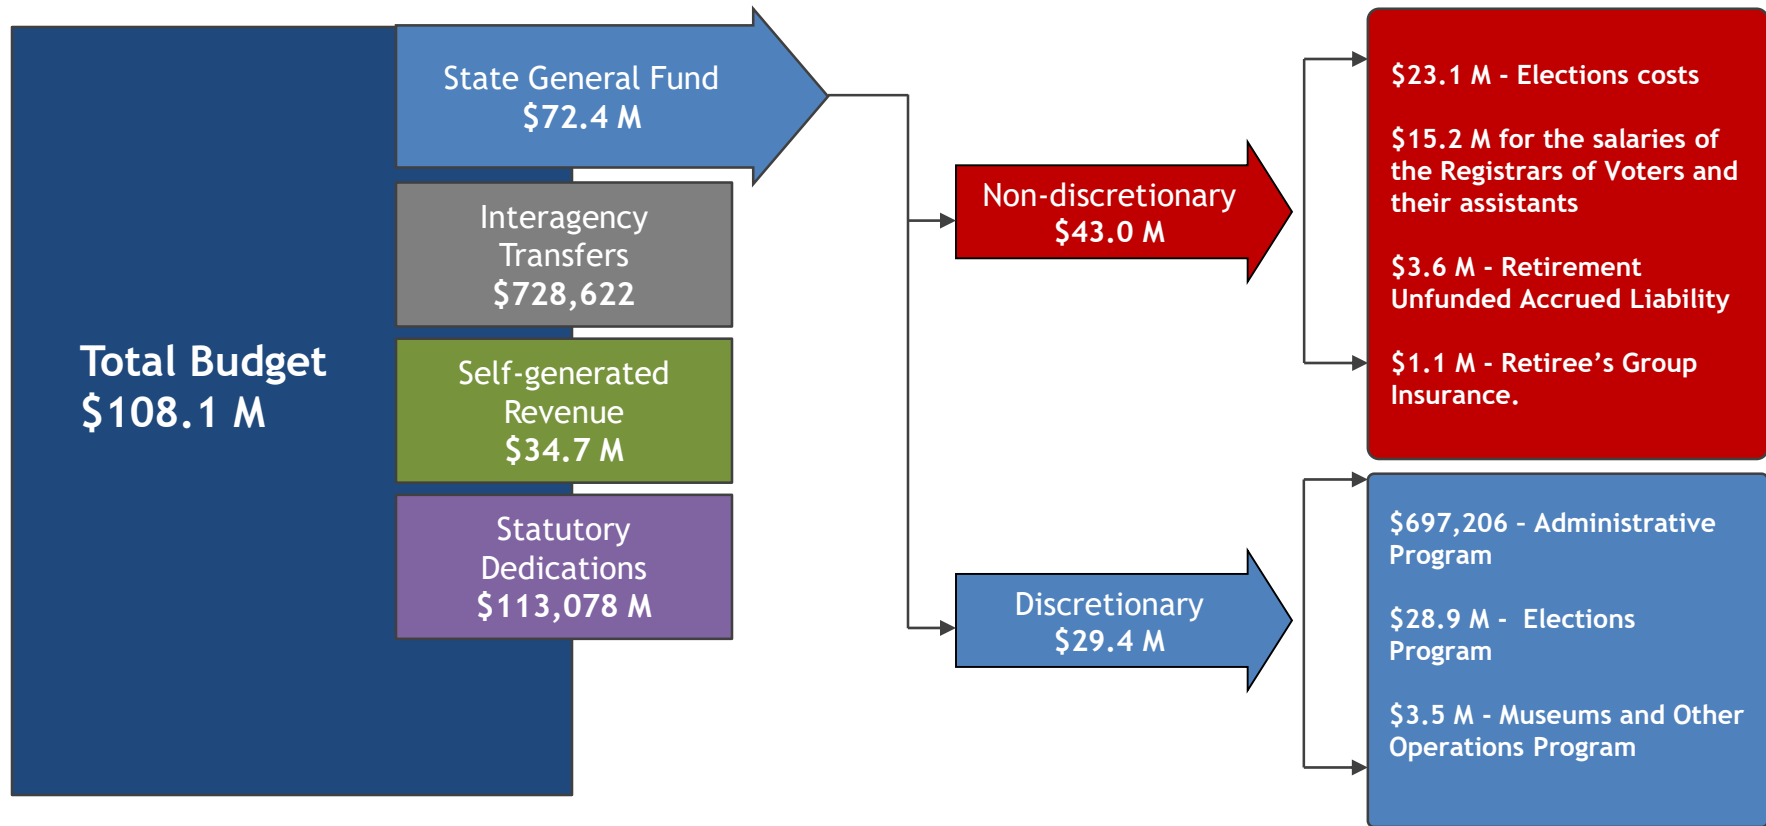 Total Budget
$108.1 M
State General Fund
$72.4 M
Interagency
Transfers
$728,622
Self-generated
Revenue
$34.7 M
Statutory
Dedications
$113,078 M
Non-discretionary
$43.0 M
Discretionary
$29.4 M
$23.1 M - Elections costs
$15.2 M for the salaries of
the Registrars of Voters and
their assistants
$3.6 M - Retirement
Unfunded Accrued Liability
$1.1 M - Retiree’s Group
Insurance.
$697,206 – Administrative
Program
$28.9 M -  Elections
Program
$3.5 M - Museums and Other
Operations Program